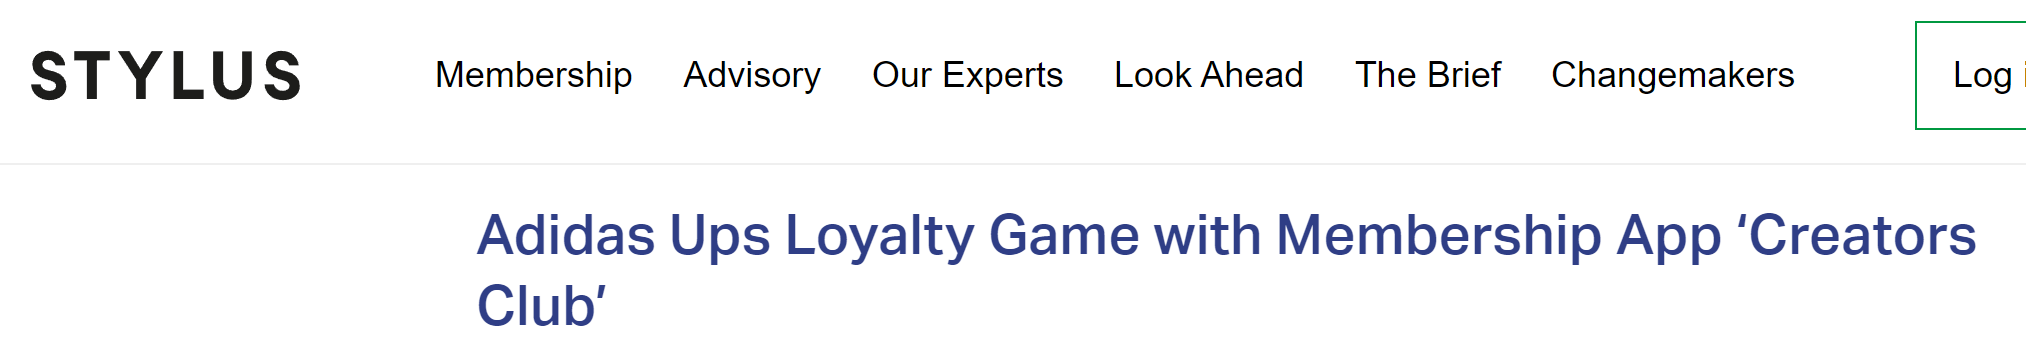 STYLUS Membership Advisory Our Experts Look Ahead The Brief Changemakers Log
Adidas Ups Loyalty Game with Membership App ‘Creators
Club’